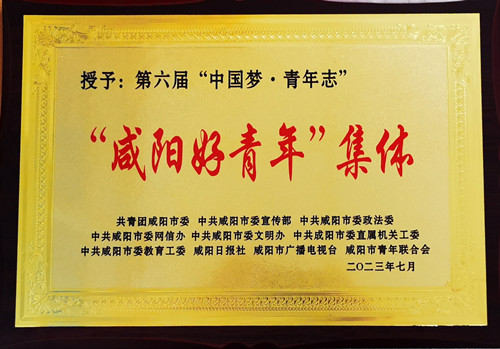 授予：第六届“中国梦·青年志”
“咸阳好青年”集体
共青团咸阳市委 中共咸阳市委宣传部 中共咸阳市委政法委
中共咸阳市委网信办 中共咸阳市委文明办 中共咸阳市委直属机关工委
中共咸阳市委教育工委 咸阳日报社 咸阳市广播电视台 咸阳市青年联合会
二〇二三年七月